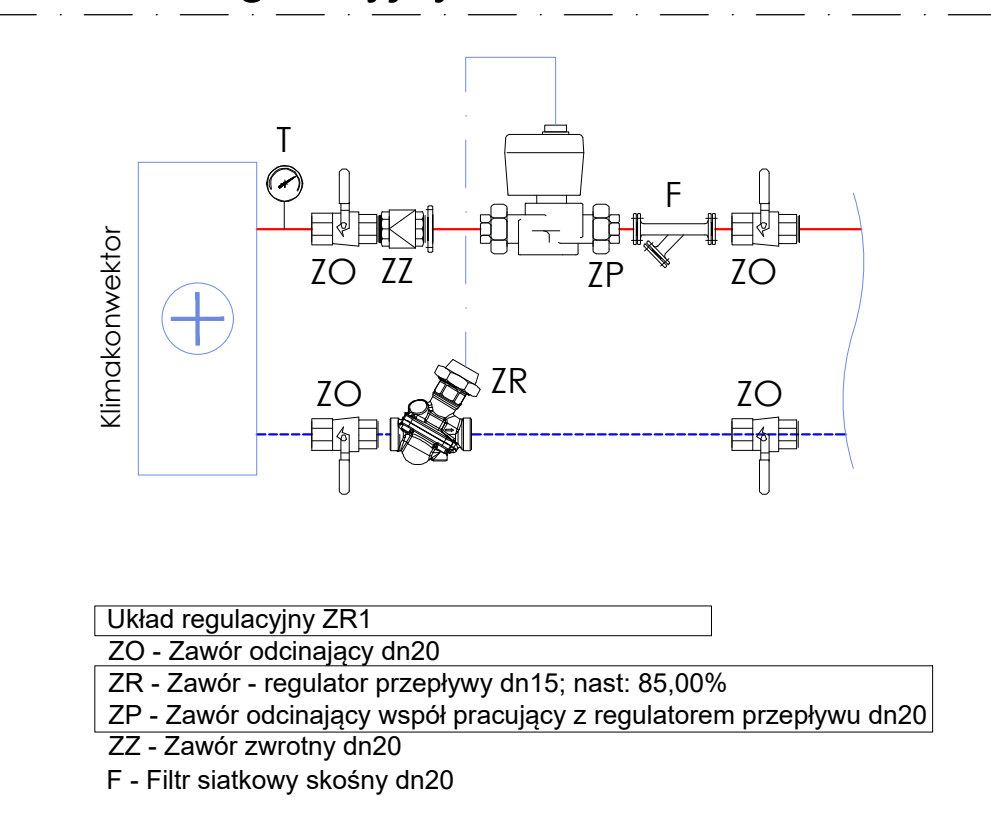 T
F
ZO
ZZ
ZP
ZO
Klimakonwektor
ZO
ZR
ZO
Układ regulacyjny ZR1
ZO - Zawór odcinający dn20
ZR - Zawór - regulator przepływy dn15; nast: 85,00%
ZP - Zawór odcinający współ pracujący z regulatorem przepływu dn20
ZZ - Zawór zwrotny dn20
F - Filtr siatkowy skośny dn20